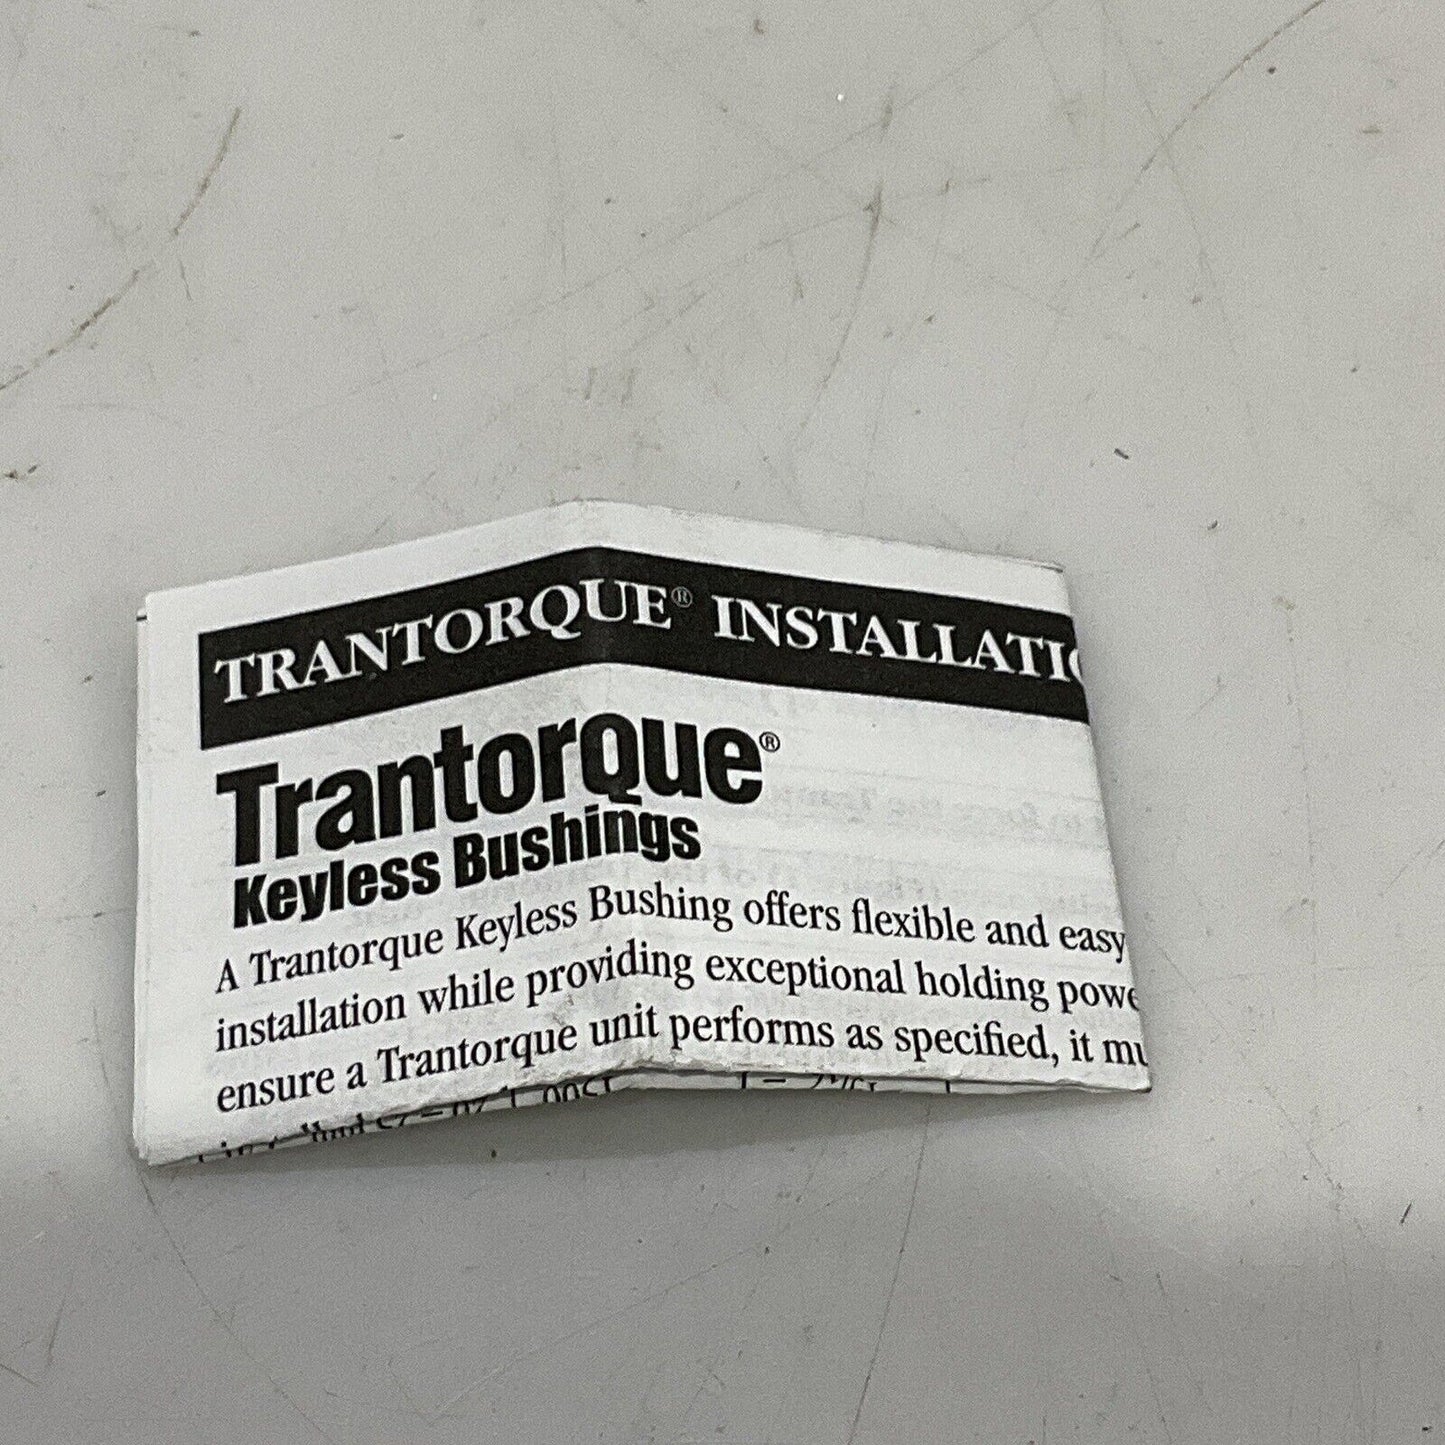 TRANTORQUE® INSTALLATI
Trantorque®
Keyless Bushings
A Trantorque Keyless Bushing offers flexible and easy
installation while providing exceptional holding powe
ensure a Trantorque unit performs as specified, it mu